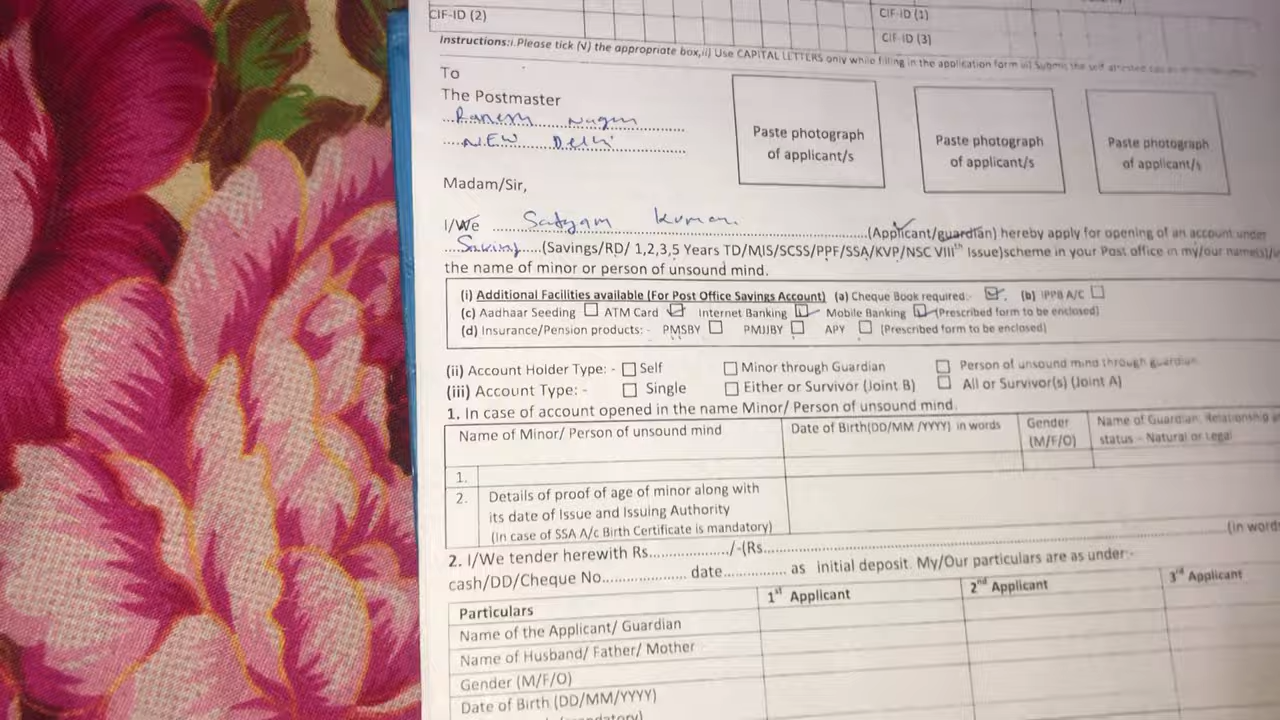 CIF-ID (2)
CIF-ID (1)
CIF-ID (3)
Instructions:i.Please tick (√) the appropriate box,ii) Use CAPITAL LETTERS only while filling in the application form iii) Submit the self attested
To
The Postmaster
Ramesh Nagar
NEW Delhi
Paste photograph
of applicant/s
Paste photograph
of applicant/s
Paste photograph
of applicant/s
Madam/Sir,
I/We Satyam Kumar (Applicant/guardian) hereby apply for opening of an account under
Saving (Savings/RD/ 1,2,3,5 Years TD/MIS/SCSS/PPF/SSA/KVP/NSC VIIIth Issue)scheme in your Post office in my/our name(s)/
the name of minor or person of unsound mind.
(i) Additional Facilities available (For Post Office Savings Account) (a) Cheque Book required:- (b) IPPB A/C
(c) Aadhaar Seeding ATM Card Internet Banking Mobile Banking (Prescribed form to be enclosed)
(d) Insurance/Pension products: - PMSBY PMJJBY APY (Prescribed form to be enclosed)
(ii) Account Holder Type: - Self Minor through Guardian Person of unsound mind through guardian
(iii) Account Type: - Single Either or Survivor (Joint B) All or Survivor(s) (Joint A)
1. In case of account opened in the name Minor/ Person of unsound mind.
Name of Minor/ Person of unsound mind
Date of Birth(DD/MM /YYYY) in words
Gender
(M/F/O)
Name of Guardian, Relationship
status – Natural or Legal
1.
2. Details of proof of age of minor along with
its date of Issue and Issuing Authority
(In case of SSA A/c Birth Certificate is mandatory)
2. I/We tender herewith Rs..................../-(Rs.......................................................(in words
cash/DD/Cheque No..................... date................ as initial deposit. My/Our particulars are as under:-
Particulars 1st Applicant 2nd Applicant 3rd Applicant
Name of the Applicant/ Guardian
Name of Husband/ Father/ Mother
Gender (M/F/O)
Date of Birth (DD/MM/YYYY)